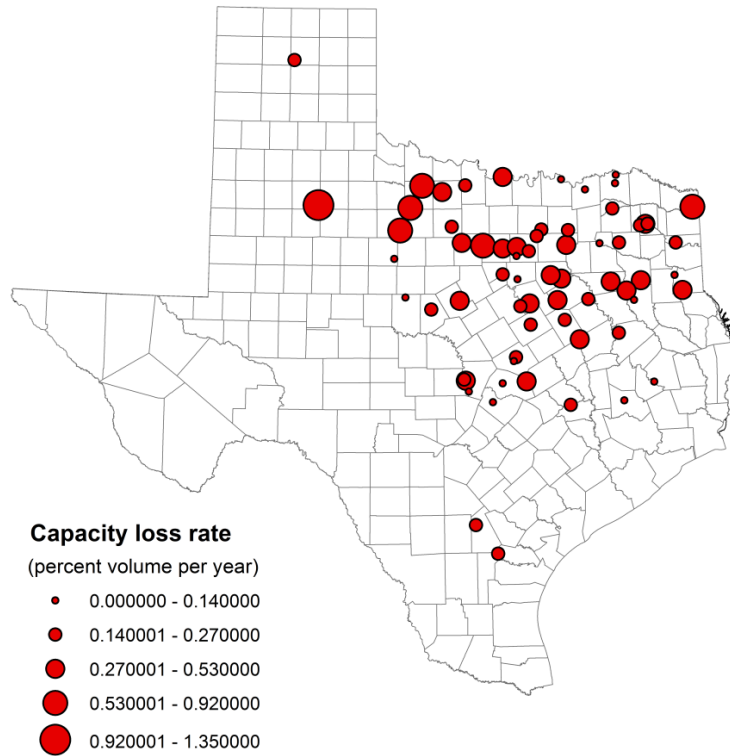 Capacity loss rate
(percent volume per year)
0.000000 - 0.140000
0.140001 - 0.270000
0.270001 - 0.530000
0.530001 - 0.920000
0.920001 - 1.350000